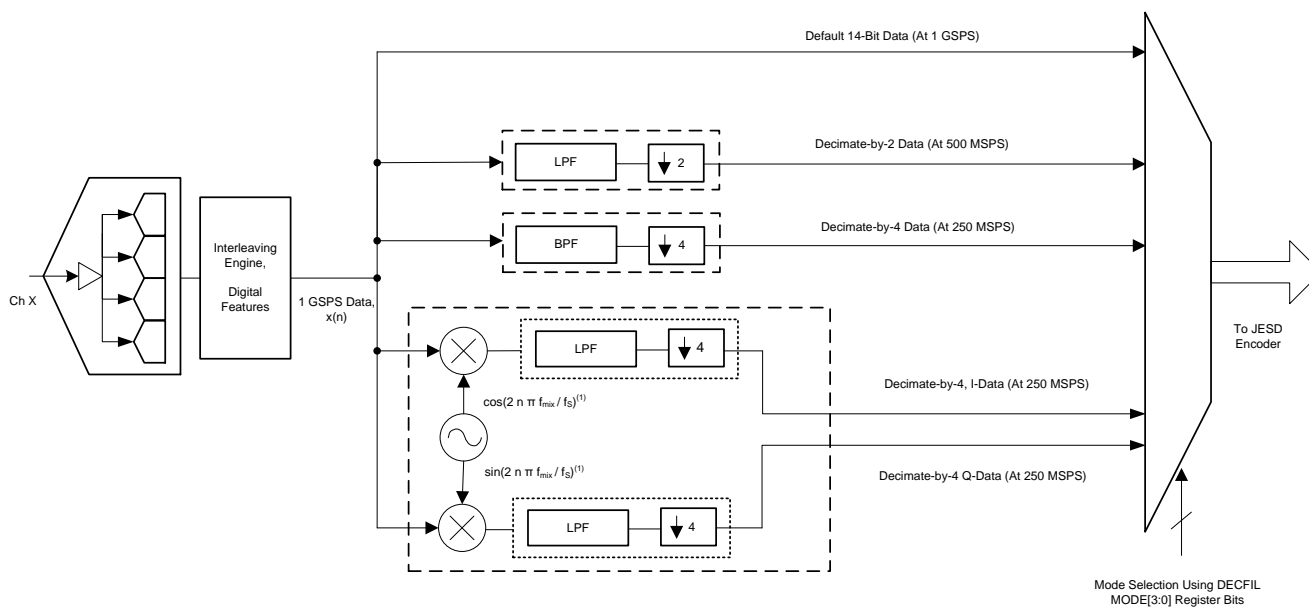 Default 14-Bit Data (At 1 GSPS)
Decimate-by-2 Data (At 500 MSPS)
LPF
2
Interleaving
Engine,
Digital
Features
BPF
4
Decimate-by-4 Data (At 250 MSPS)
Ch X
1 GSPS Data,
x(n)
LPF
4
To JESD
Encoder
cos(2 n π fmix / fS)(1)
Decimate-by-4, I-Data (At 250 MSPS)
sin(2 n π fmix / fS)(1)
Decimate-by-4 Q-Data (At 250 MSPS)
LPF
4
Mode Selection Using DECFIL
MODE[3:0] Register Bits